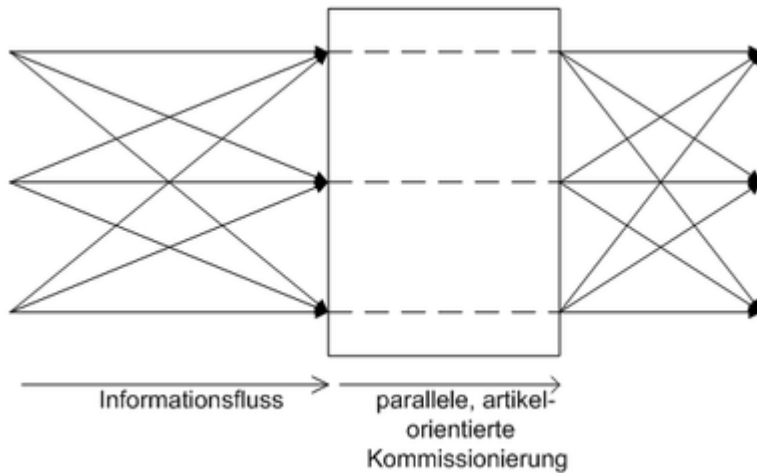 Informationsfluss
parallele, artikel-
orientierte
Kommissionierung